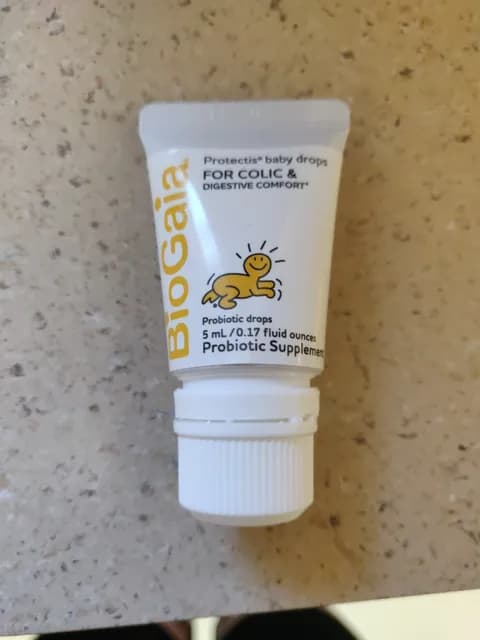 BioGaia
Protectis® baby drops
FOR COLIC &
DIGESTIVE COMFORT*
Probiotic drops
5 mL / 0.17 fluid ounces
Probiotic Supplement